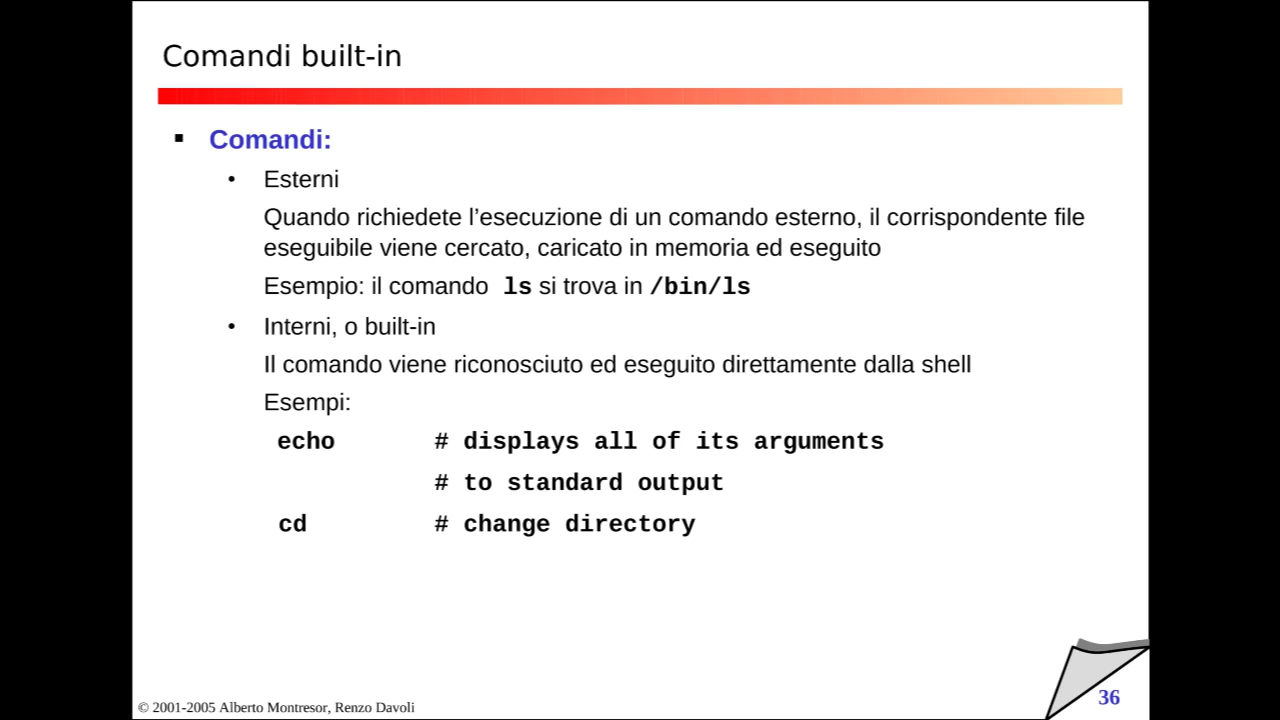 Comandi built-in
Comandi:
Esterni
Quando richiedete l’esecuzione di un comando esterno, il corrispondente file
eseguibile viene cercato, caricato in memoria ed eseguito
Esempio: il comando ls si trova in /bin/ls
Interni, o built-in
Il comando viene riconosciuto ed eseguito direttamente dalla shell
Esempi:
echo # displays all of its arguments
# to standard output
cd # change directory
© 2001-2005 Alberto Montresor, Renzo Davoli
36